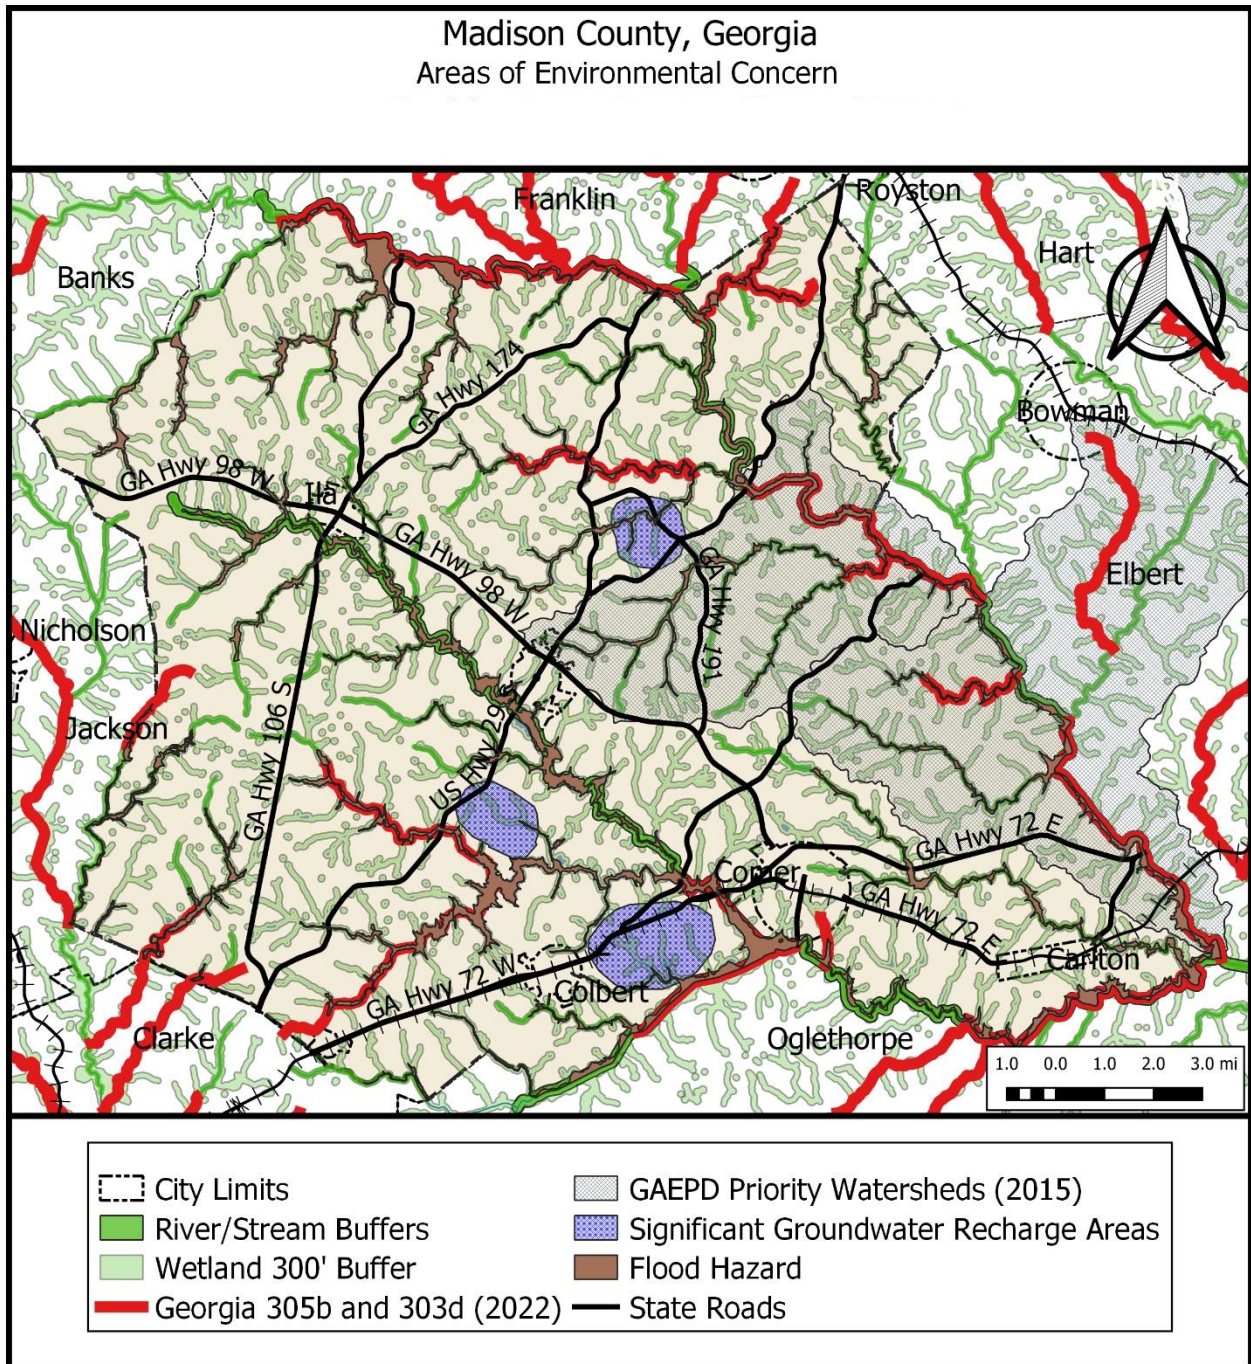 Madison County, Georgia
Areas of Environmental Concern
Franklin
Royston
Hart
Banks
GA Hwy 174
Bowman
GA Hwy 98 W
Ila
GA Hwy 98 W
GA Hwy 191
Elbert
Nicholson
GA Hwy 106 S
US Hwy 29 S
Jackson
GA Hwy 72 E
Comer
GA Hwy 72 E
Carlton
GA Hwy 72 W
Colbert
Clarke
Oglethorpe
1.0 0.0 1.0 2.0 3.0 mi
City Limits
River/Stream Buffers
Wetland 300' Buffer
Georgia 305b and 303d (2022)
GAEPD Priority Watersheds (2015)
Significant Groundwater Recharge Areas
Flood Hazard
State Roads